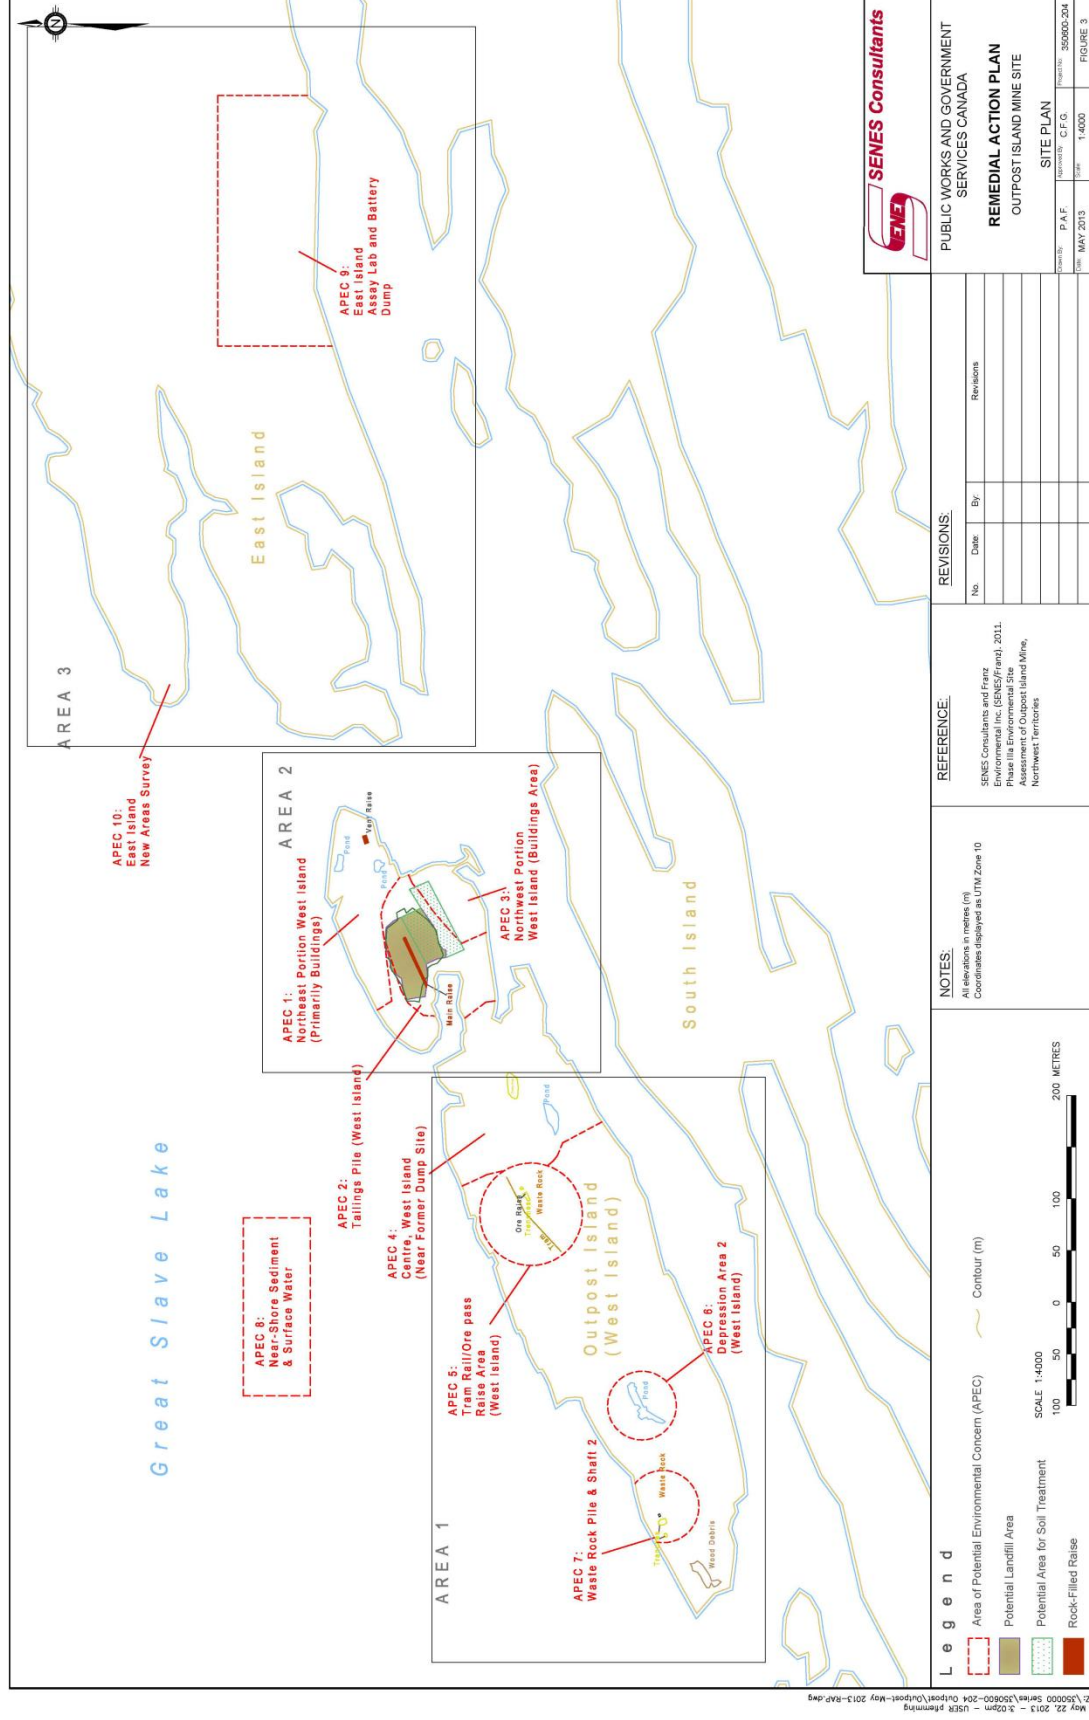 Great Slave Lake
APEC 8:
Near-Shore Sediment
& Surface Water
AREA 1
AREA 2
AREA 3
APEC 10:
East Island
New Areas Survey
APEC 9:
East Island
Assay Lab and Battery
Dump
East Island
APEC 1:
Northeast Portion West Island
(Primarily Buildings)
Pond
Pond
Vent Raise
Main Raise
APEC 2:
Tailings Pile (West Island)
APEC 3:
Northwest Portion
West Island (Buildings Area)
APEC 4:
Centre, West Island
(Near Former Dump Site)
Pond
APEC 5:
Tram Rail/Ore pass
Raise Area
(West Island)
Ore Raise
Tram
Waste Rock
Outpost Island
(West Island)
APEC 6:
Depression Area 2
(West Island)
Pond
APEC 7:
Waste Rock Pile & Shaft 2
Waste Rock
Wood Debris
South Island
Legend
Area of Potential Environmental Concern (APEC)
Contour (m)
Potential Landfill Area
Potential Area for Soil Treatment
Rock-Filled Raise
SCALE 1:4000
100 50 0 50 100 200 METRES
NOTES:
All elevations in metres (m)
Coordinates displayed as UTM Zone 10
REFERENCE:
SENES Consultants and Franz
Environmental Inc. (SENES/Franz). 2011.
Phase IIIa Environmental Site
Assessment of Outpost Island Mine,
Northwest Territories
REVISIONS:
No. Date: By: Revisions
SENES Consultants
PUBLIC WORKS AND GOVERNMENT
SERVICES CANADA
REMEDIAL ACTION PLAN
OUTPOST ISLAND MINE SITE
SITE PLAN
Drawn By: P.A.F. Approved By: C.F.G. Project No: 350600-204
Date: MAY 2013 Scale: 1:4000 FIGURE 3
May 22, 2013 - 3:02pm - USER pfleming
Z:\350000 Series\350600-204 Outpost\Outpost-May 2013-RAP.dwg
N